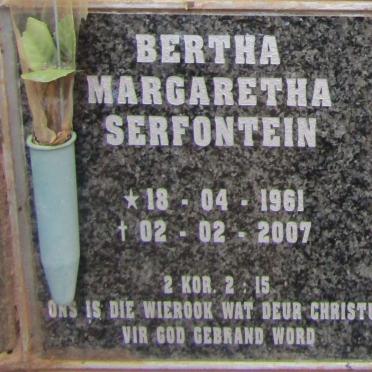 BERTHA
MARGARETHA
SERFONTEIN
★ 18 - 04 - 1961
† 02 - 02 - 2007
2 KOR. 2 : 15
ONS IS DIE WIEROOK WAT DEUR CHRISTU
VIR GOD GEBRAND WORD